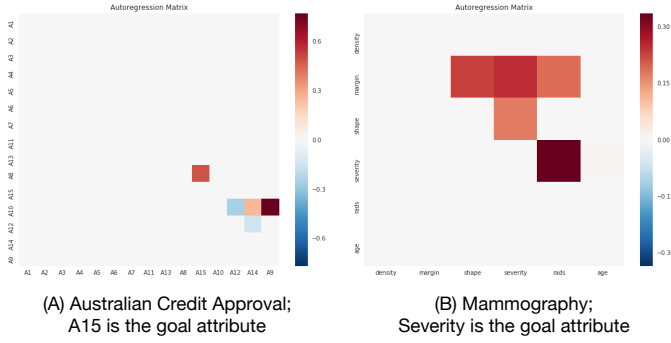 Autoregression Matrix
A1
A2
A3
A4
A5
A6
A7
A11
A13
A8
A15
A10
A12
A14
A9
A1 A2 A3 A4 A5 A6 A7 A11 A13 A8 A15 A10 A12 A14 A9
0.6
0.3
0.0
−0.3
−0.6
(A) Australian Credit Approval;
A15 is the goal attribute
Autoregression Matrix
density
margin
shape
severity
rads
age
density margin shape severity rads age
0.30
0.15
0.00
−0.15
−0.3
(B) Mammography;
Severity is the goal attribute